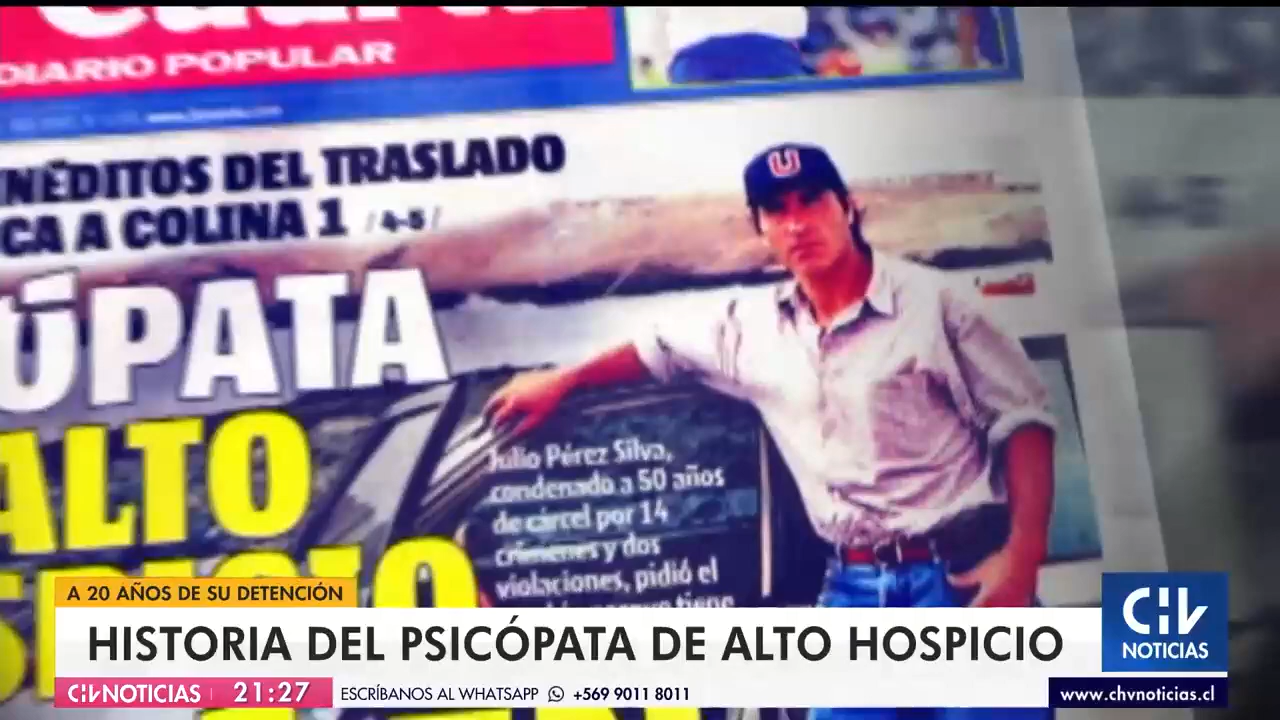 DIARIO POPULAR
INÉDITOS DEL TRASLADO
CA A COLINA 1 /4-5/
ÓPATA
ALTO
U
Julio Pérez Silva,
condenado a 50 años
de cárcel por 14
crímenes y dos
violaciones, pidió el
A 20 AÑOS DE SU DETENCIÓN
HISTORIA DEL PSICÓPATA DE ALTO HOSPICIO
CHV NOTICIAS
CHV NOTICIAS 21:27 ESCRÍBANOS AL WHATSAPP +569 9011 8011
www.chvnoticias.cl